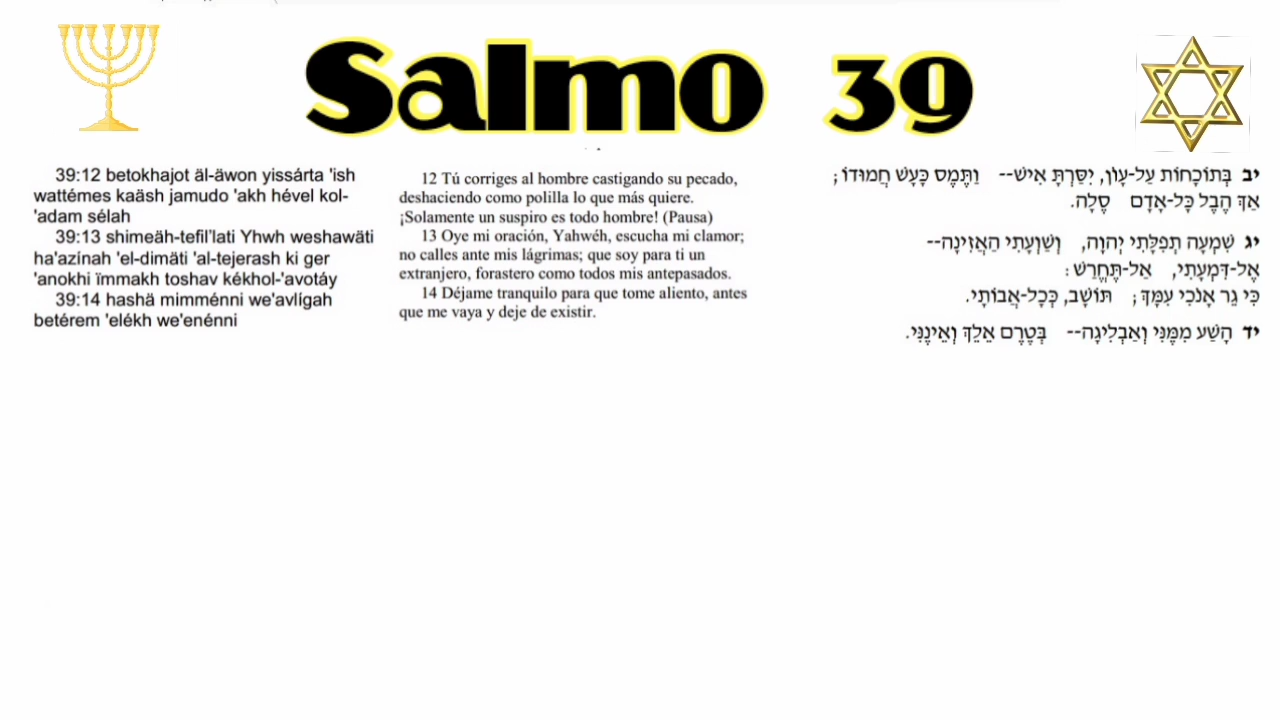 Salmo 39
39:12 betokhajot äl-äwon yissárta 'ish
wattémes kaäsh jamudo 'akh hével kol-
'adam sélah
39:13 shimeäh-tefil'lati Yhwh weshawäti
ha'azínah 'el-dimäti 'al-tejerash ki ger
'anokhi ïmmakh toshav kékhol-'avotáy
39:14 hashä mimménni we'avlígah
betérem 'elékh we'enénni
12 Tú corriges al hombre castigando su pecado,
deshaciendo como polilla lo que más quiere.
¡Solamente un suspiro es todo hombre! (Pausa)
13 Oye mi oración, Yahwéh, escucha mi clamor;
no calles ante mis lágrimas; que soy para ti un
extranjero, forastero como todos mis antepasados.
14 Déjame tranquilo para que tome aliento, antes
que me vaya y deje de existir.
יב בְּתוֹכָחוֹת עַל-עָו‍ֹן, יִסַּרְתָּ אִישׁ-- וַתֶּמֶס כָּעָשׁ חֲמוּדוֹ;
אַךְ הֶבֶל כָּל-אָדָם סֶלָה.
יג שִׁמְעָה תְפִלָּתִי יְהוָה, וְשַׁוְעָתִי הַאֲזִינָה--
אֶל-דִּמְעָתִי, אַל-תֶּחֱרַשׁ:
כִּי גֵר אָנֹכִי עִמָּךְ; תּוֹשָׁב, כְּכָל-אֲבוֹתָי.
יד הָשַׁע מִמֶּנִּי וְאַבְלִיגָה-- בְּטֶרֶם אֵלֵךְ וְאֵינֶנִּי.